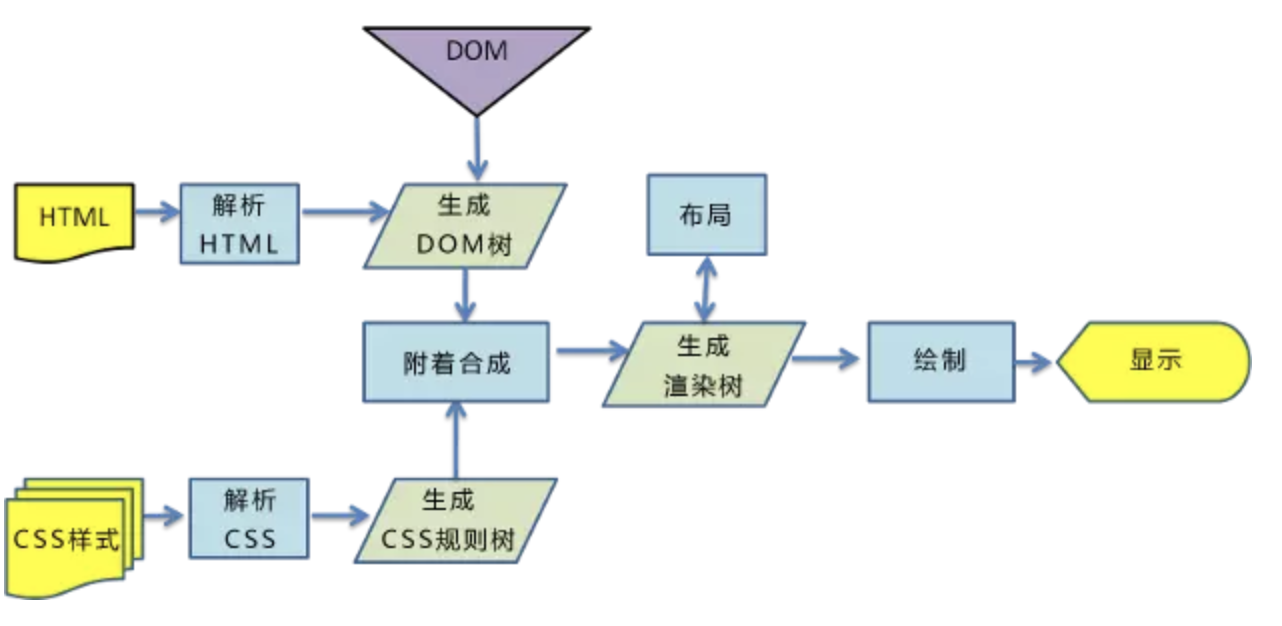 DOM
HTML
解析
HTML
生成
DOM树
布局
附着合成
生成
渲染树
绘制
显示
CSS样式
解析
CSS
生成
CSS规则树